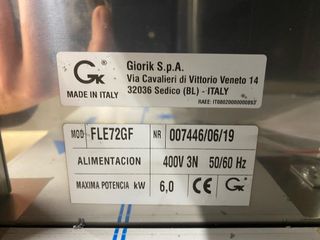 GK®
MADE IN ITALY
Giorik S.p.A.
Via Cavalieri di Vittorio Veneto 14
32036 Sedico (BL) - ITALY
MOD FLE72GF NR 007446/06/19
ALIMENTACION 400V 3N 50/60 Hz
MAXIMA POTENCIA kW 6,0 CE GK